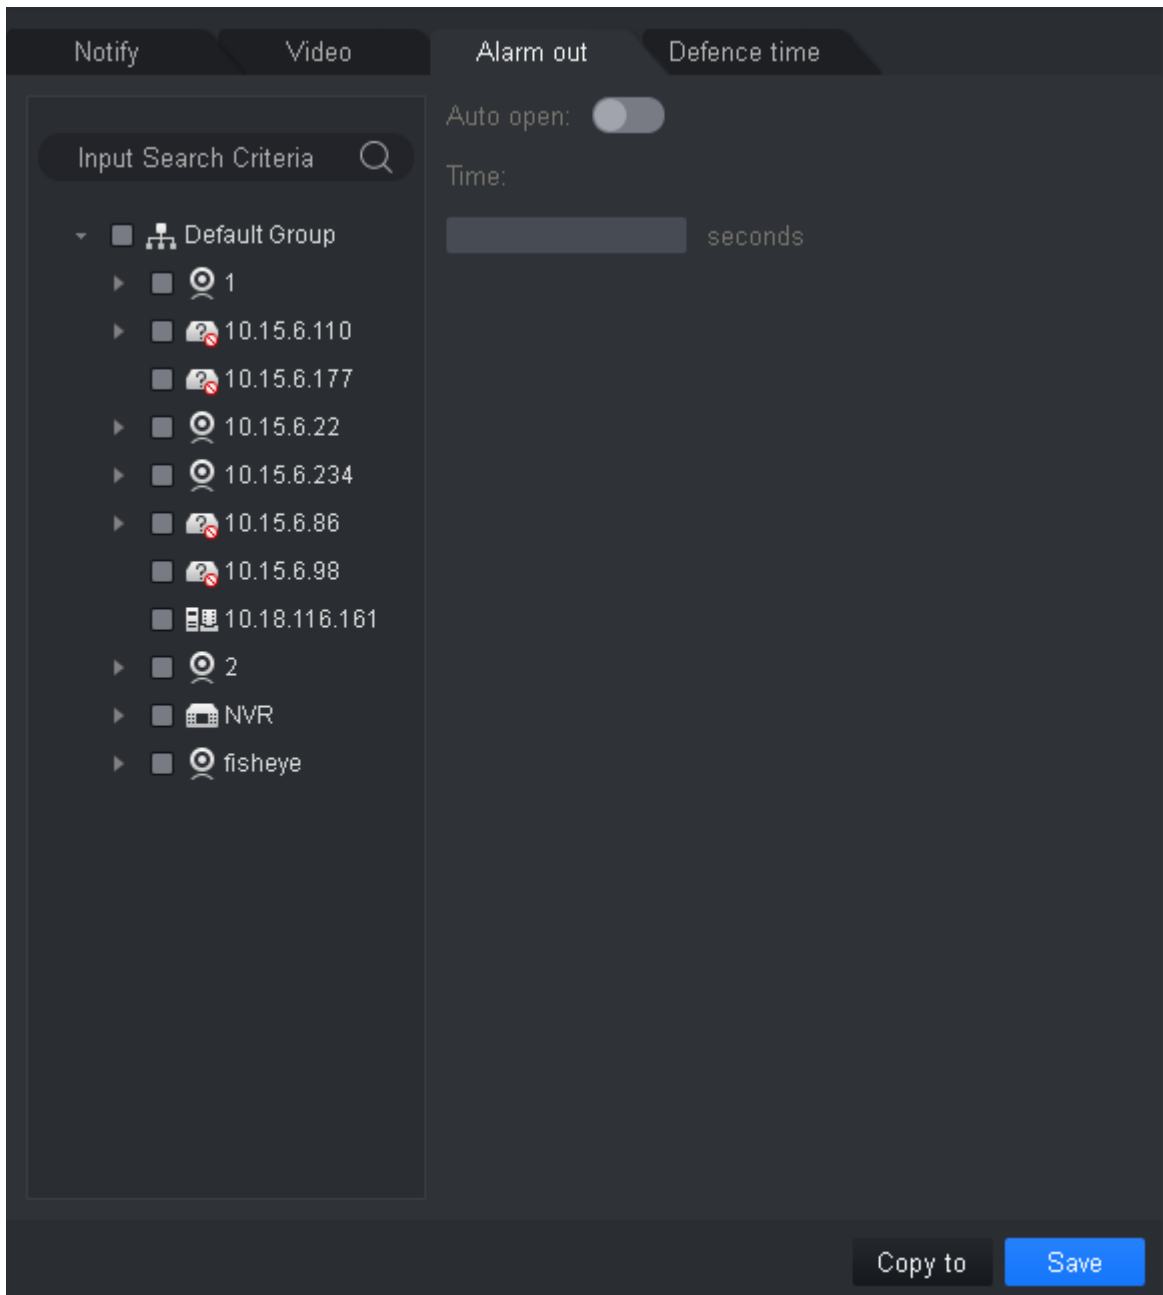 Notify Video Alarm out Defence time
Input Search Criteria
Default Group
1
10.15.6.110
10.15.6.177
10.15.6.22
10.15.6.234
10.15.6.86
10.15.6.98
10.18.116.161
2
NVR
fisheye
Auto open:
Time:
seconds
Copy to Save